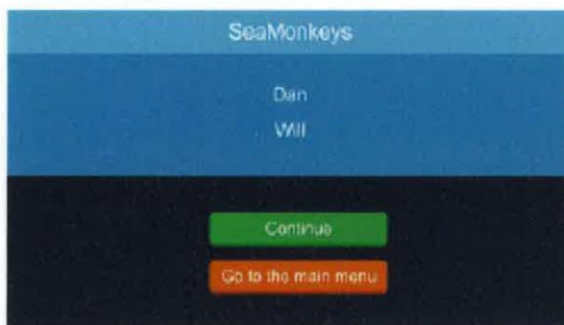 SeaMonkeys
Dan
Will
Continue
Go to the main menu